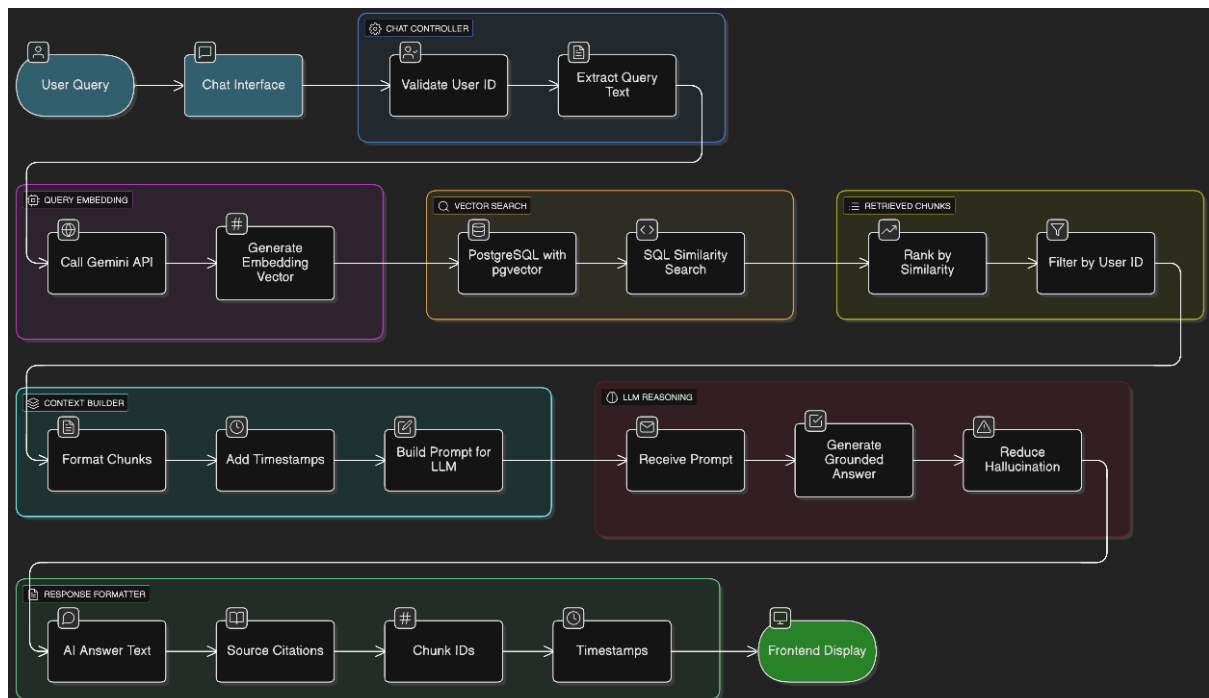 CHAT CONTROLLER
User Query
Chat Interface
Validate User ID
Extract Query
Text
QUERY EMBEDDING
Call Gemini API
Generate
Embedding
Vector
VECTOR SEARCH
PostgreSQL with
pgvector
SQL Similarity
Search
RETRIEVED CHUNKS
Rank by
Similarity
Filter by User ID
CONTEXT BUILDER
Format Chunks
Add Timestamps
Build Prompt for
LLM
LLM REASONING
Receive Prompt
Generate
Grounded
Answer
Reduce
Hallucination
RESPONSE FORMATTER
AI Answer Text
Source Citations
Chunk IDs
Timestamps
Frontend Display